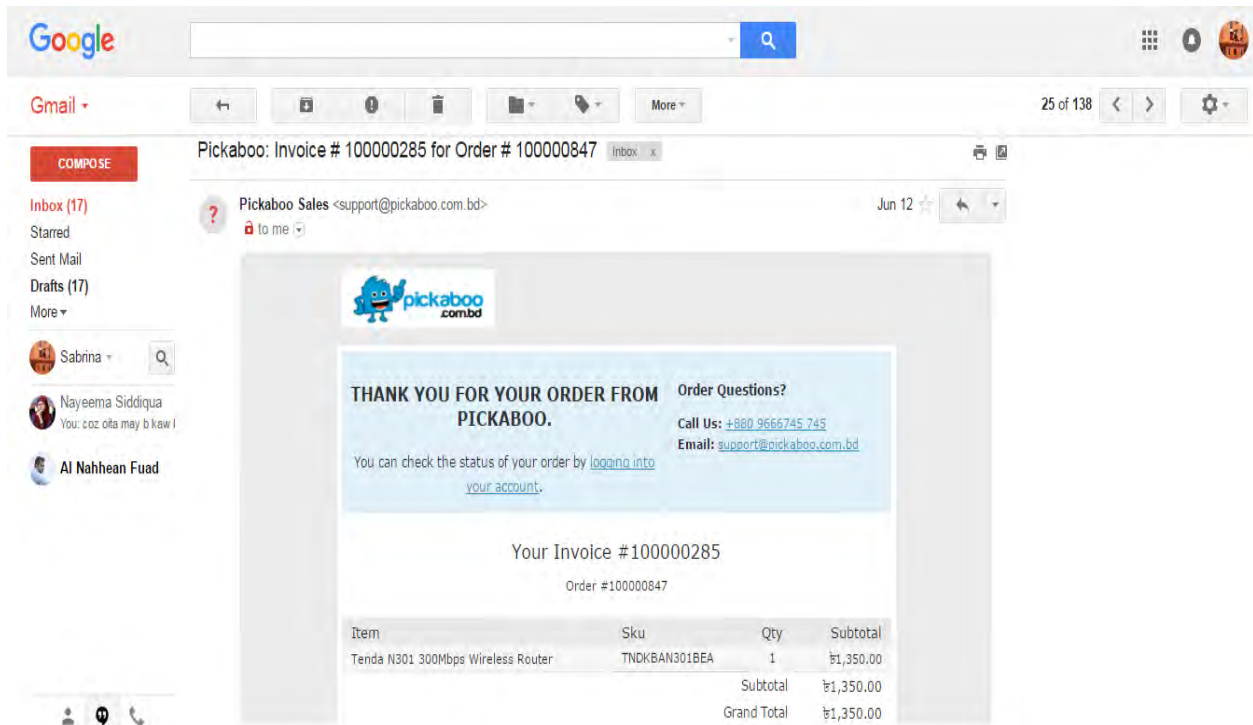 Google
Gmail
More
25 of 138
COMPOSE
Pickaboo: Invoice # 100000285 for Order # 100000847 Inbox x
Inbox (17)
Starred
Sent Mail
Drafts (17)
More
Pickaboo Sales <support@pickaboo.com.bd>
Jun 12
to me
Sabrina
Nayeema Siddiqua
You: coz oita may b kaw
Al Nahhean Fuad
pickaboo
.com.bd
THANK YOU FOR YOUR ORDER FROM
PICKABOO.
You can check the status of your order by logging into
your account.
Order Questions?
Call Us: +880 9666745 745
Email: support@pickaboo.com.bd
Your Invoice #100000285
Order #100000847
Item Sku Qty Subtotal
Tenda N301 300Mbps Wireless Router TNDKBAN301BEA 1 ৳1,350.00
Subtotal ৳1,350.00
Grand Total ৳1,350.00